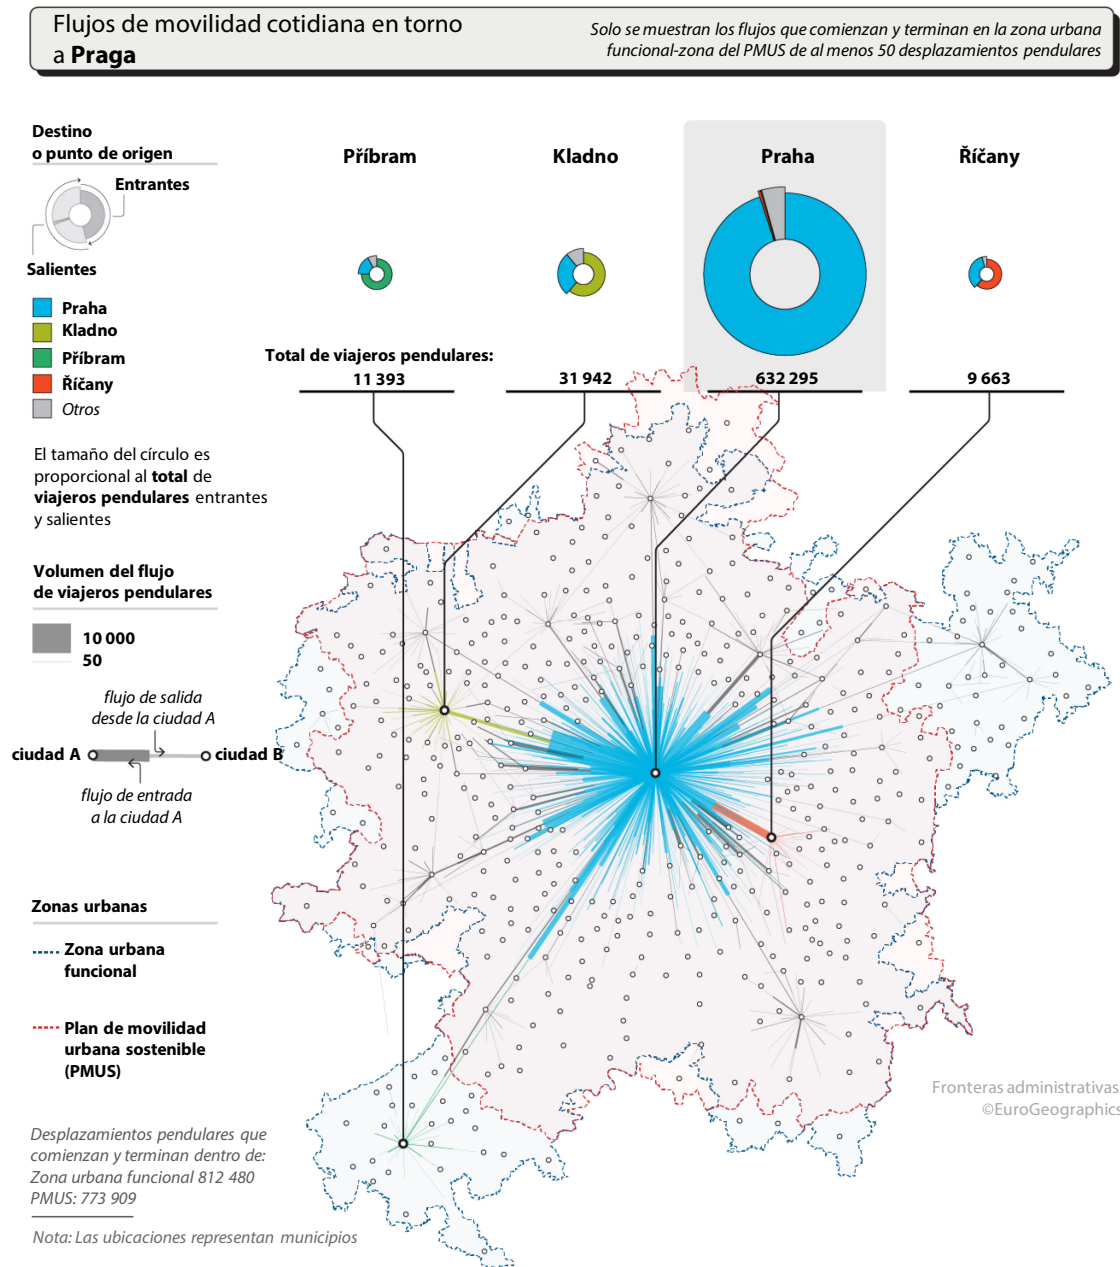 Flujos de movilidad cotidiana en torno
a Praga
Solo se muestran los flujos que comienzan y terminan en la zona urbana
funcional-zona del PMUS de al menos 50 desplazamientos pendulares
Destino
o punto de origen
Entrantes
Salientes
Praha
Kladno
Příbram
Říčany
Otros
Příbram
Kladno
Praha
Říčany
Total de viajeros pendulares:
11 393
31 942
632 295
9 663
El tamaño del círculo es
proporcional al total de
viajeros pendulares entrantes
y salientes
Volumen del flujo
de viajeros pendulares
10 000
50
flujo de salida
desde la ciudad A
ciudad A
ciudad B
flujo de entrada
a la ciudad A
Zonas urbanas
Zona urbana
funcional
Plan de movilidad
urbana sostenible
(PMUS)
Fronteras administrativas:
©EuroGeographics
Desplazamientos pendulares que
comienzan y terminan dentro de:
Zona urbana funcional 812 480
PMUS: 773 909
Nota: Las ubicaciones representan municipios